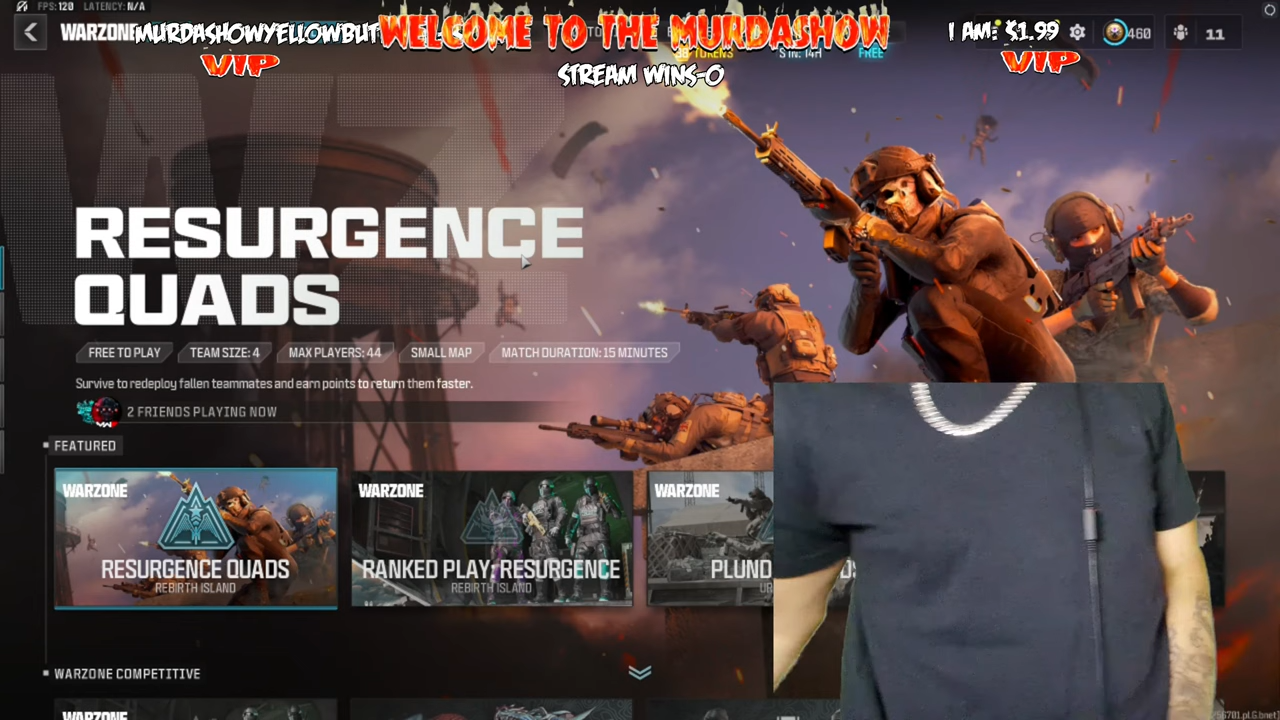 FPS:120 LATENCY: N/A
WARZONE
MURDASHOWYELLOWBUT
WELCOME TO THE MURDASHOW
I AM: $1.99
460
11
VIP
TOKENS
FREE
VIP
STREAM WINS-0
RESURGENCE
QUADS
FREE TO PLAY
TEAM SIZE: 4
MAX PLAYERS: 44
SMALL MAP
MATCH DURATION: 15 MINUTES
Survive to redeploy fallen teammates and earn points to return them faster.
2 FRIENDS PLAYING NOW
FEATURED
WARZONE
RESURGENCE QUADS
REBIRTH ISLAND
WARZONE
RANKED PLAY: RESURGENCE
REBIRTH ISLAND
WARZONE
PLUND
WARZONE COMPETITIVE
WARZONE